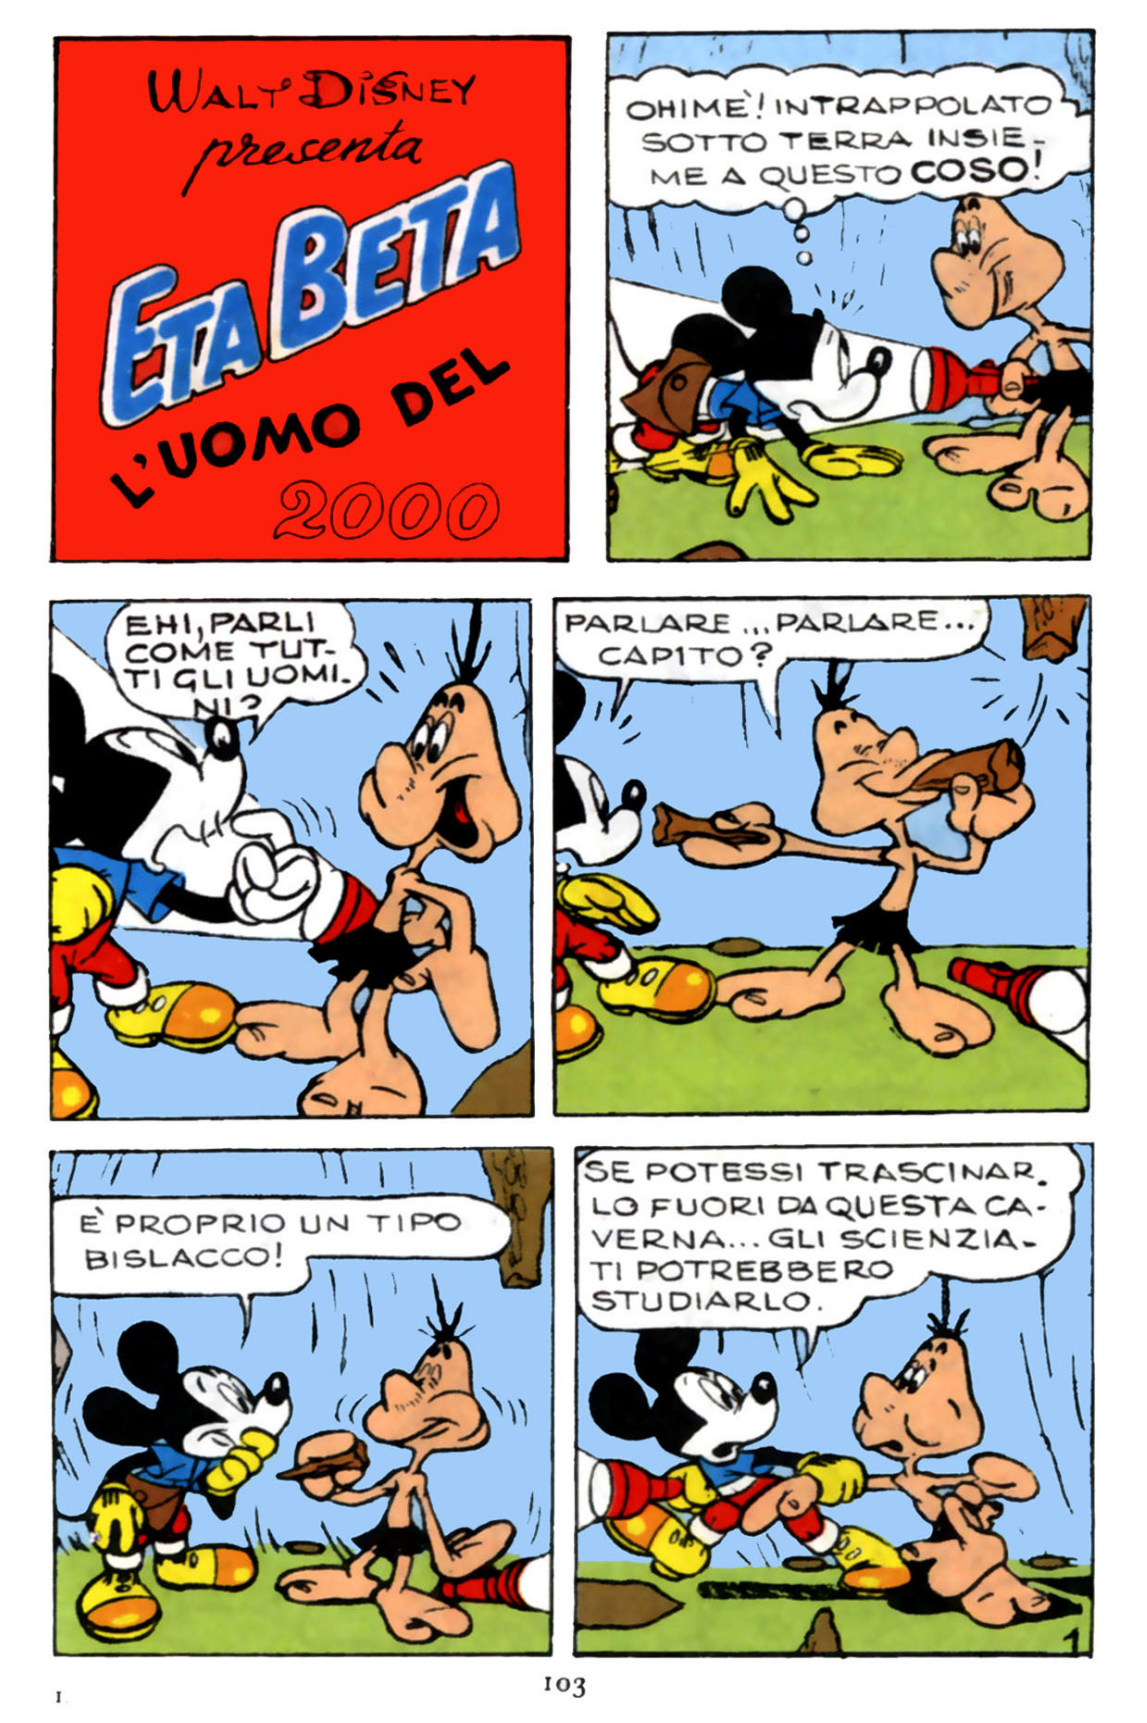 WALT DISNEY
presenta
ETA BETA
L'UOMO DEL
2000
OHIMÈ! INTRAPPOLATO
SOTTO TERRA INSIE-
ME A QUESTO COSO!
EHI, PARLI
COME TUT-
TI GLI UOMI-
NI?
PARLARE... PARLARE...
CAPITO?
È PROPRIO UN TIPO
BISLACCO!
SE POTESSI TRASCINAR-
LO FUORI DA QUESTA CA-
VERNA... GLI SCIENZIA-
TI POTREBBERO
STUDIARLO.
1
103
1.